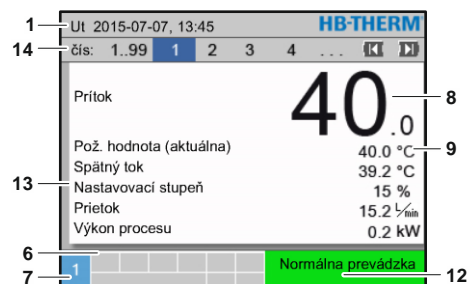 1 Ut 2015-07-07, 13:45 HB-THERM
14 čís: 1..99 1 2 3 4 ...
Prítok 40.0 8
Pož. hodnota (aktuálna) 40.0 °C 9
Spätný tok 39.2 °C
13 Nastavovací stupeň 15 %
Prietok 15.2 L/min
Výkon procesu 0.2 kW
6
7 1 Normálna prevádzka 12